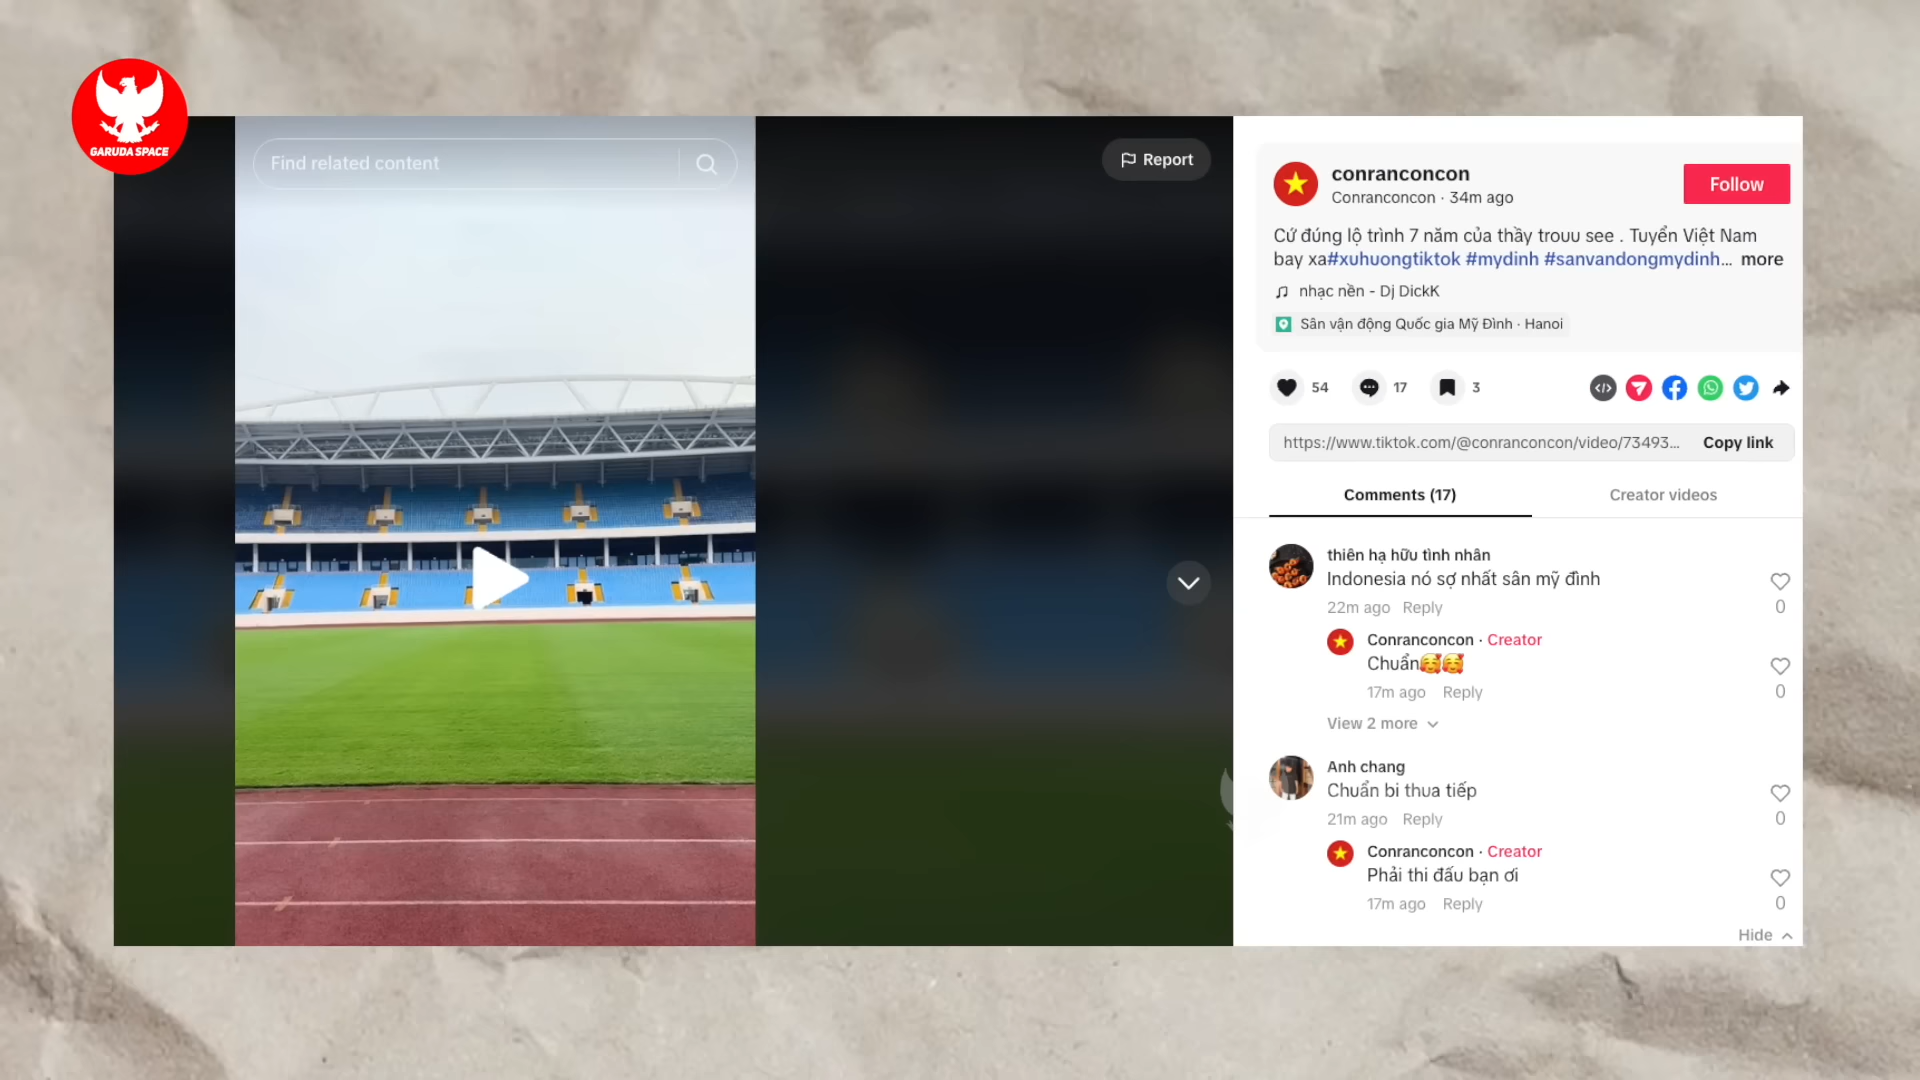 GARUDA SPACE
Find related content
Report
conranconcon
Conranconcon · 34m ago
Follow
Cứ đúng lộ trình 7 năm của thầy trouu see . Tuyển Việt Nam
bay xa#xuhuongtiktok #mydinh #sanvandongmydinh... more
nhạc nền - Dj DickK
Sân vận động Quốc gia Mỹ Đình · Hanoi
54
17
3
https://www.tiktok.com/@conranconcon/video/73493...
Copy link
Comments (17)
Creator videos
thiên hạ hữu tình nhân
Indonesia nó sợ nhất sân mỹ đình
22m ago Reply
0
Conranconcon · Creator
Chuẩn🥰🥰
17m ago Reply
0
View 2 more
Anh chang
Chuẩn bi thua tiếp
21m ago Reply
0
Conranconcon · Creator
Phải thi đấu bạn ơi
17m ago Reply
0
Hide